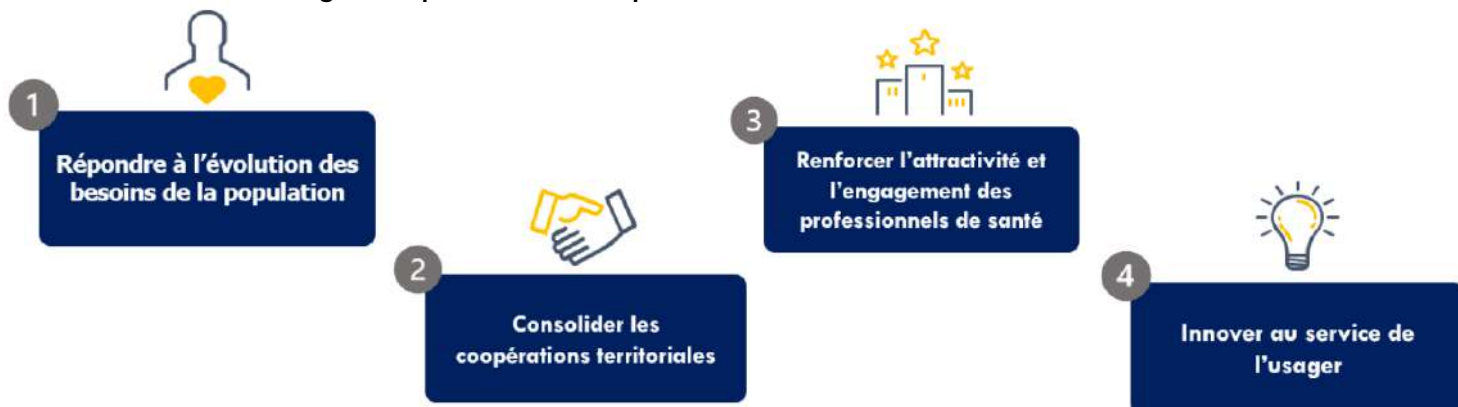 1
Répondre à l'évolution des
besoins de la population
2
Consolider les
coopérations territoriales
3
Renforcer l'attractivité et
l'engagement des
professionnels de santé
4
Innover au service de
l'usager